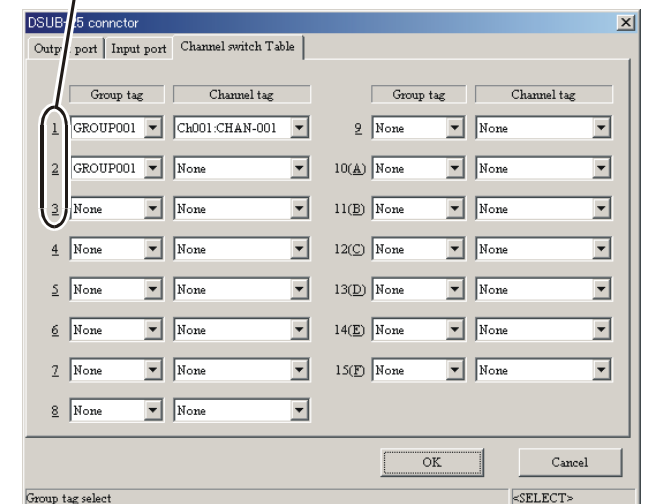 DSUB-25 connctor
Output port Input port Channel switch Table
Group tag Channel tag Group tag Channel tag
1 GROUP001 Ch001:CHAN-001 9 None None
2 GROUP001 None 10(A) None None
3 None None 11(B) None None
4 None None 12(C) None None
5 None None 13(D) None None
6 None None 14(E) None None
7 None None 15(F) None None
8 None None
OK Cancel
Group tag select <SELECT>